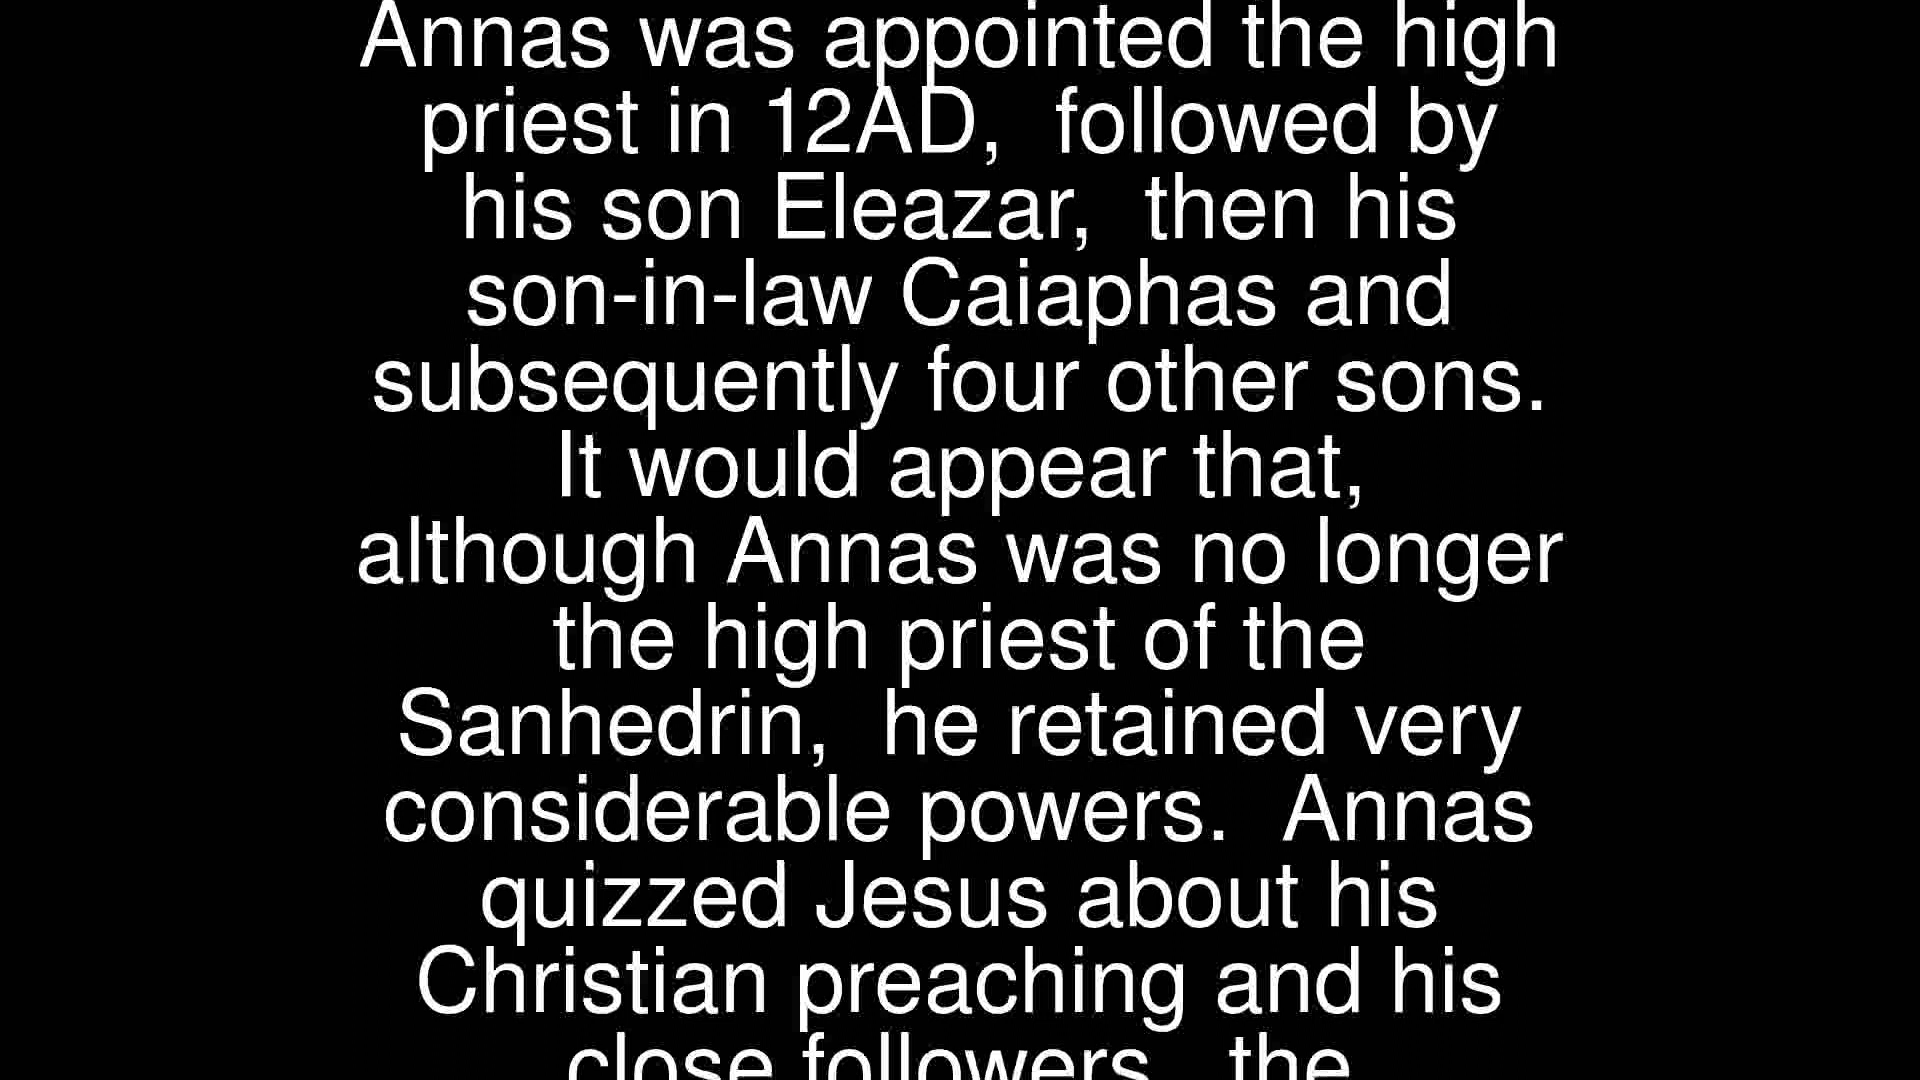 Annas was appointed the high
priest in 12AD,  followed by
his son Eleazar,  then his
son-in-law Caiaphas and
subsequently four other sons.
It would appear that,
although Annas was no longer
the high priest of the
Sanhedrin,  he retained very
considerable powers.  Annas
quizzed Jesus about his
Christian preaching and his
close followers,  the